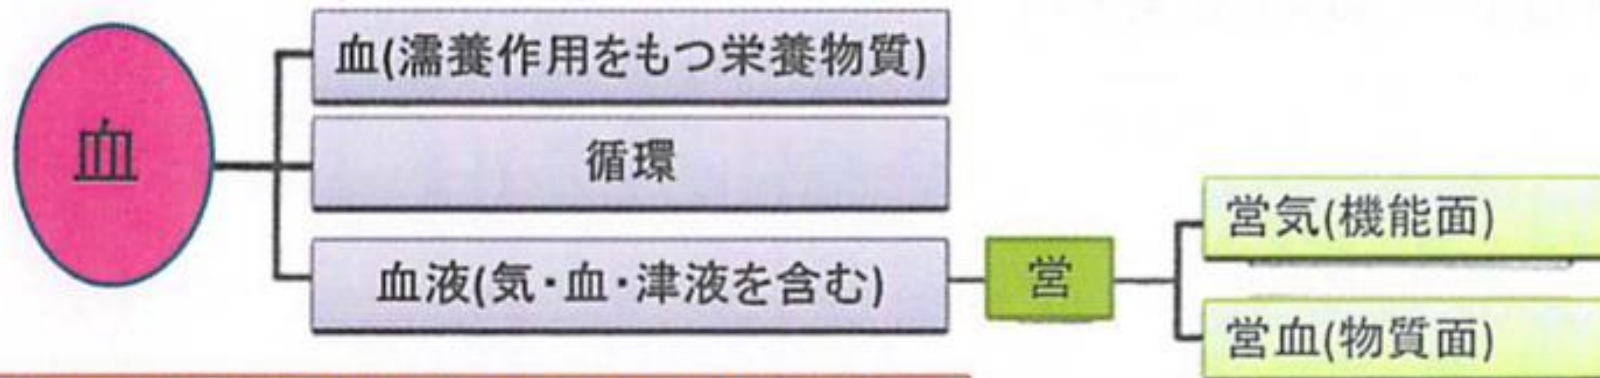 血
血(濡養作用をもつ栄養物質)
循環
血液(気・血・津液を含む)
営
営気(機能面)
営血(物質面)